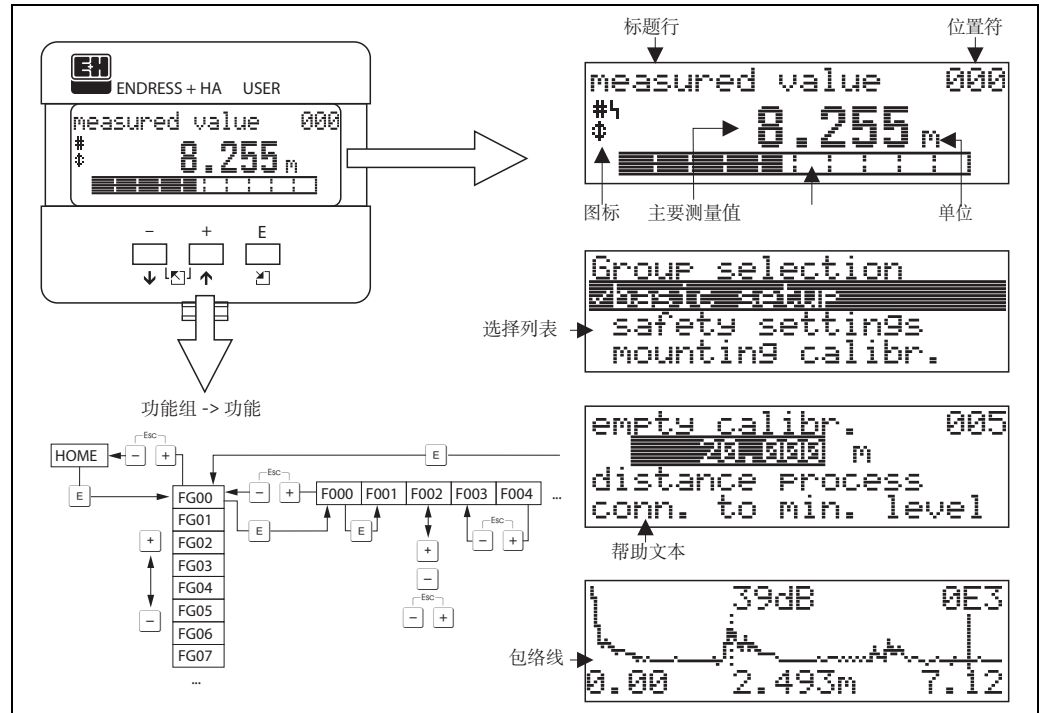 标题行 位置符
E+H
ENDRESS + HA USER
measured value 000
#
8.255 m
– + E
measured value 000
#
8.255 m
图标 主要测量值 单位
Group selection
basic setup
safety settings
mounting calibr.
选择列表
功能组 -> 功能
empty calibr. 005
20.000 m
distance process
conn. to min. level
帮助文本
Esc
HOME – +
E
E
FG00
FG01
FG02
FG03
FG04
FG05
FG06
FG07
...
+
–
E
Esc
– +
F000 F001 F002 F003 F004 ...
E
+
–
Esc
– +
Esc
– +
39dB 0E3
包络线
0.00 2.493m 7.12